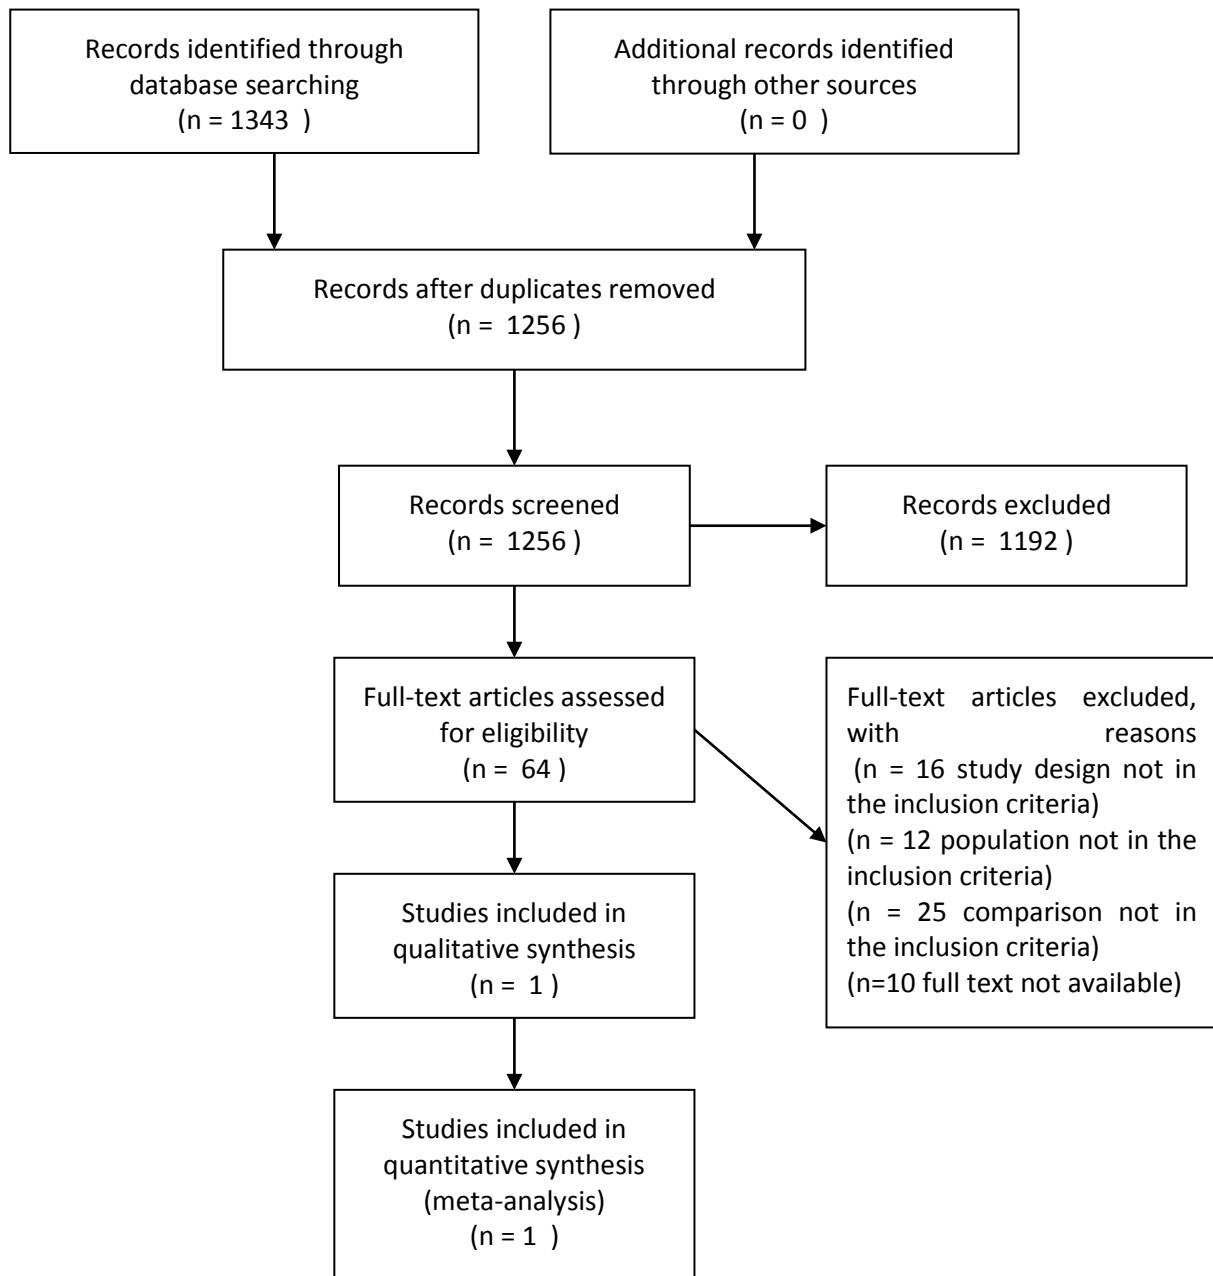 Records identified through
database searching
(n = 1343  )
Additional records identified
through other sources
(n = 0  )
Records after duplicates removed
(n =  1256 )
Records screened
(n =  1256 )
Records excluded
(n =  1192 )
Full-text articles assessed
for eligibility
(n =  64 )
Full-text articles excluded,
with reasons
(n = 16 study design not in
the inclusion criteria)
(n = 12 population not in the
inclusion criteria)
(n = 25 comparison not in
the inclusion criteria)
(n=10 full text not available)
Studies included in
qualitative synthesis
(n =  1 )
Studies included in
quantitative synthesis
(meta-analysis)
(n = 1  )